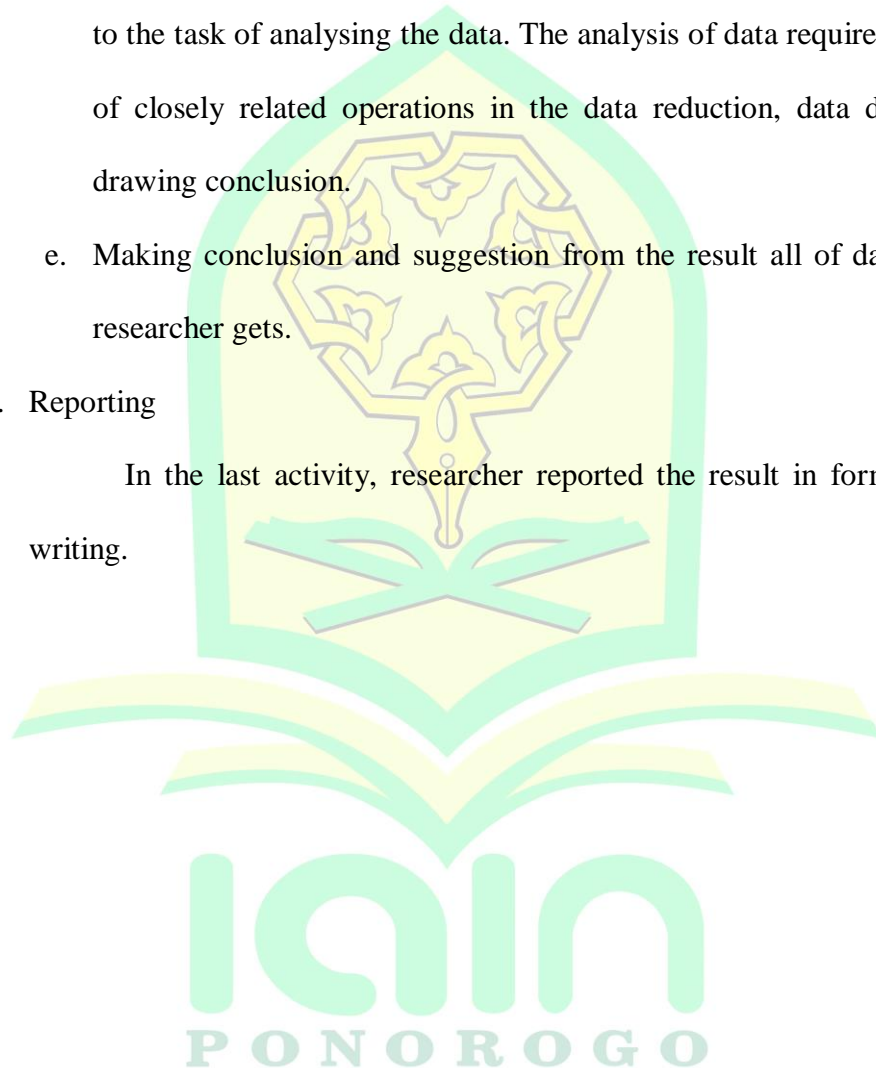 to the task of analysing the data. The analysis of data require
of closely related operations in the data reduction, data d
drawing conclusion.
e. Making conclusion and suggestion from the result all of da
researcher gets.
. Reporting
In the last activity, researcher reported the result in for
writing.
iain
PONOROGO